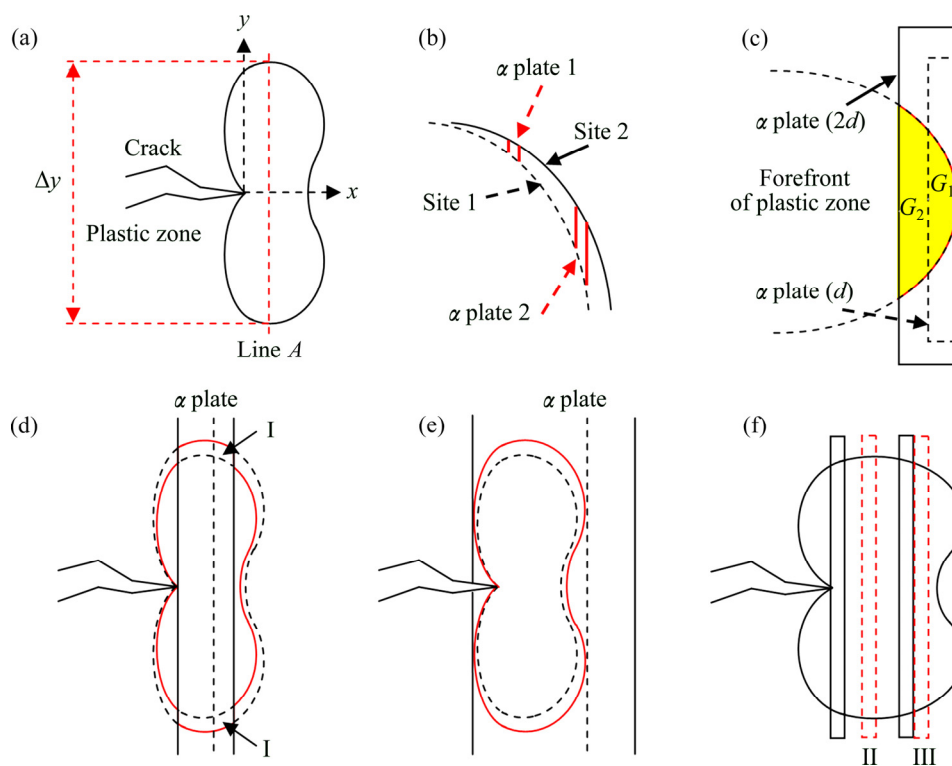 (a)
y
Δy
Crack
x
Plastic zone
Line A
(b)
α plate 1
Site 2
Site 1
α plate 2
(c)
α plate (2d)
Forefront
of plastic zone
G1
G2
α plate (d)
(d)
α plate
I
I
(e)
α plate
(f)
II
III